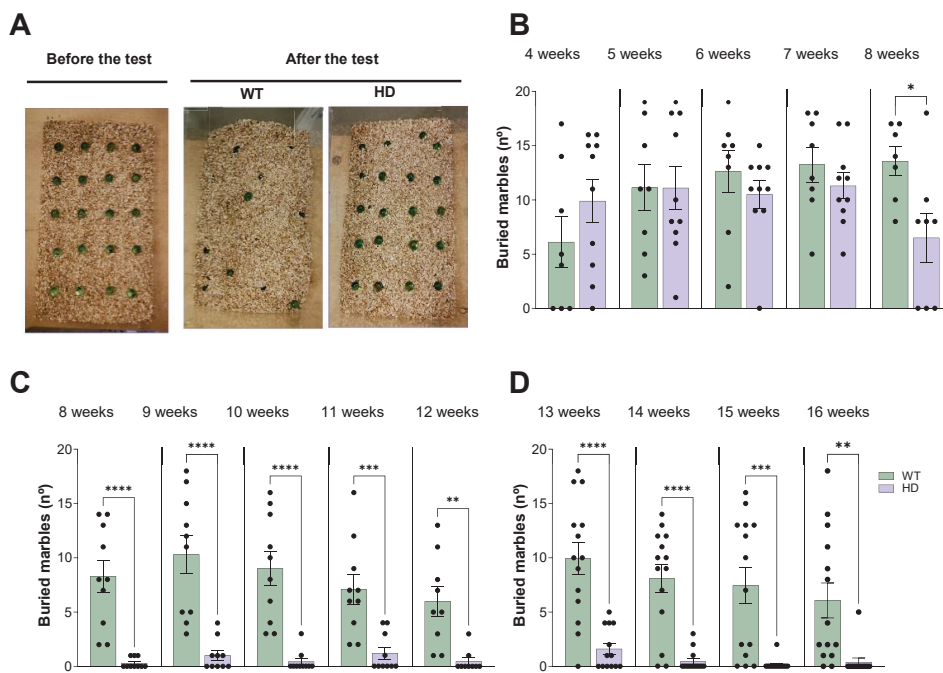 A
Before the test
After the test
WT
HD
B
4 weeks
5 weeks
6 weeks
7 weeks
8 weeks
Buried marbles (nº)
20
15
10
5
0
*
C
8 weeks
9 weeks
10 weeks
11 weeks
12 weeks
Buried marbles (nº)
20
15
10
5
0
****
****
****
***
**
D
13 weeks
14 weeks
15 weeks
16 weeks
Buried marbles (nº)
20
15
10
5
0
****
****
***
**
WT
HD